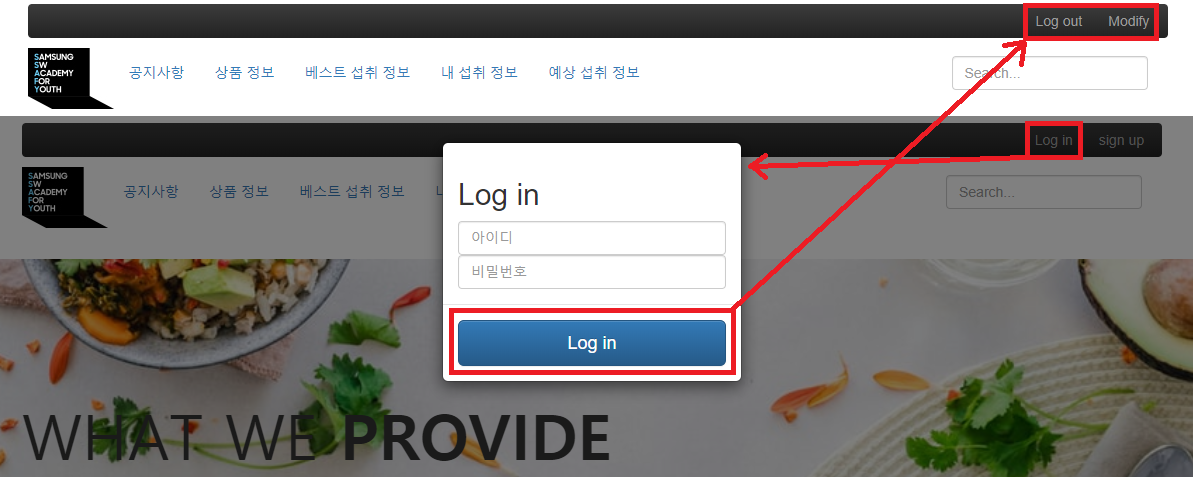 Log out Modify
SAMSUNG
SW
ACADEMY
FOR
YOUTH
공지사항 상품 정보 베스트 섭취 정보 내 섭취 정보 예상 섭취 정보 Search...
Log in sign up
SAMSUNG
SW
ACADEMY
FOR
YOUTH
공지사항 상품 정보 베스트 섭취 정보 Search...
Log in
아이디
비밀번호
Log in
WHAT WE PROVIDE